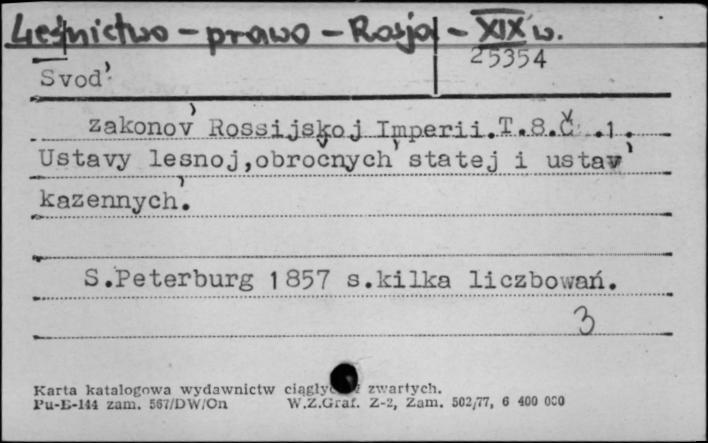 Leśnictwo - prawo - Rosja - XIX w.
25354
Svod'
zakonov' Rossijskoj Imperii.T.8.Č .1.
Ustavy lesnoj,obročnych' statej i ustav'
kazennych'.
S.Peterburg 1857 s.kilka liczbowań.
3
Karta katalogowa wydawnictw zwartych.
Pu-E-144 zam. 567/DW/On W.Z.Graf. Z-2, Zam. 502/77, 6 400 000